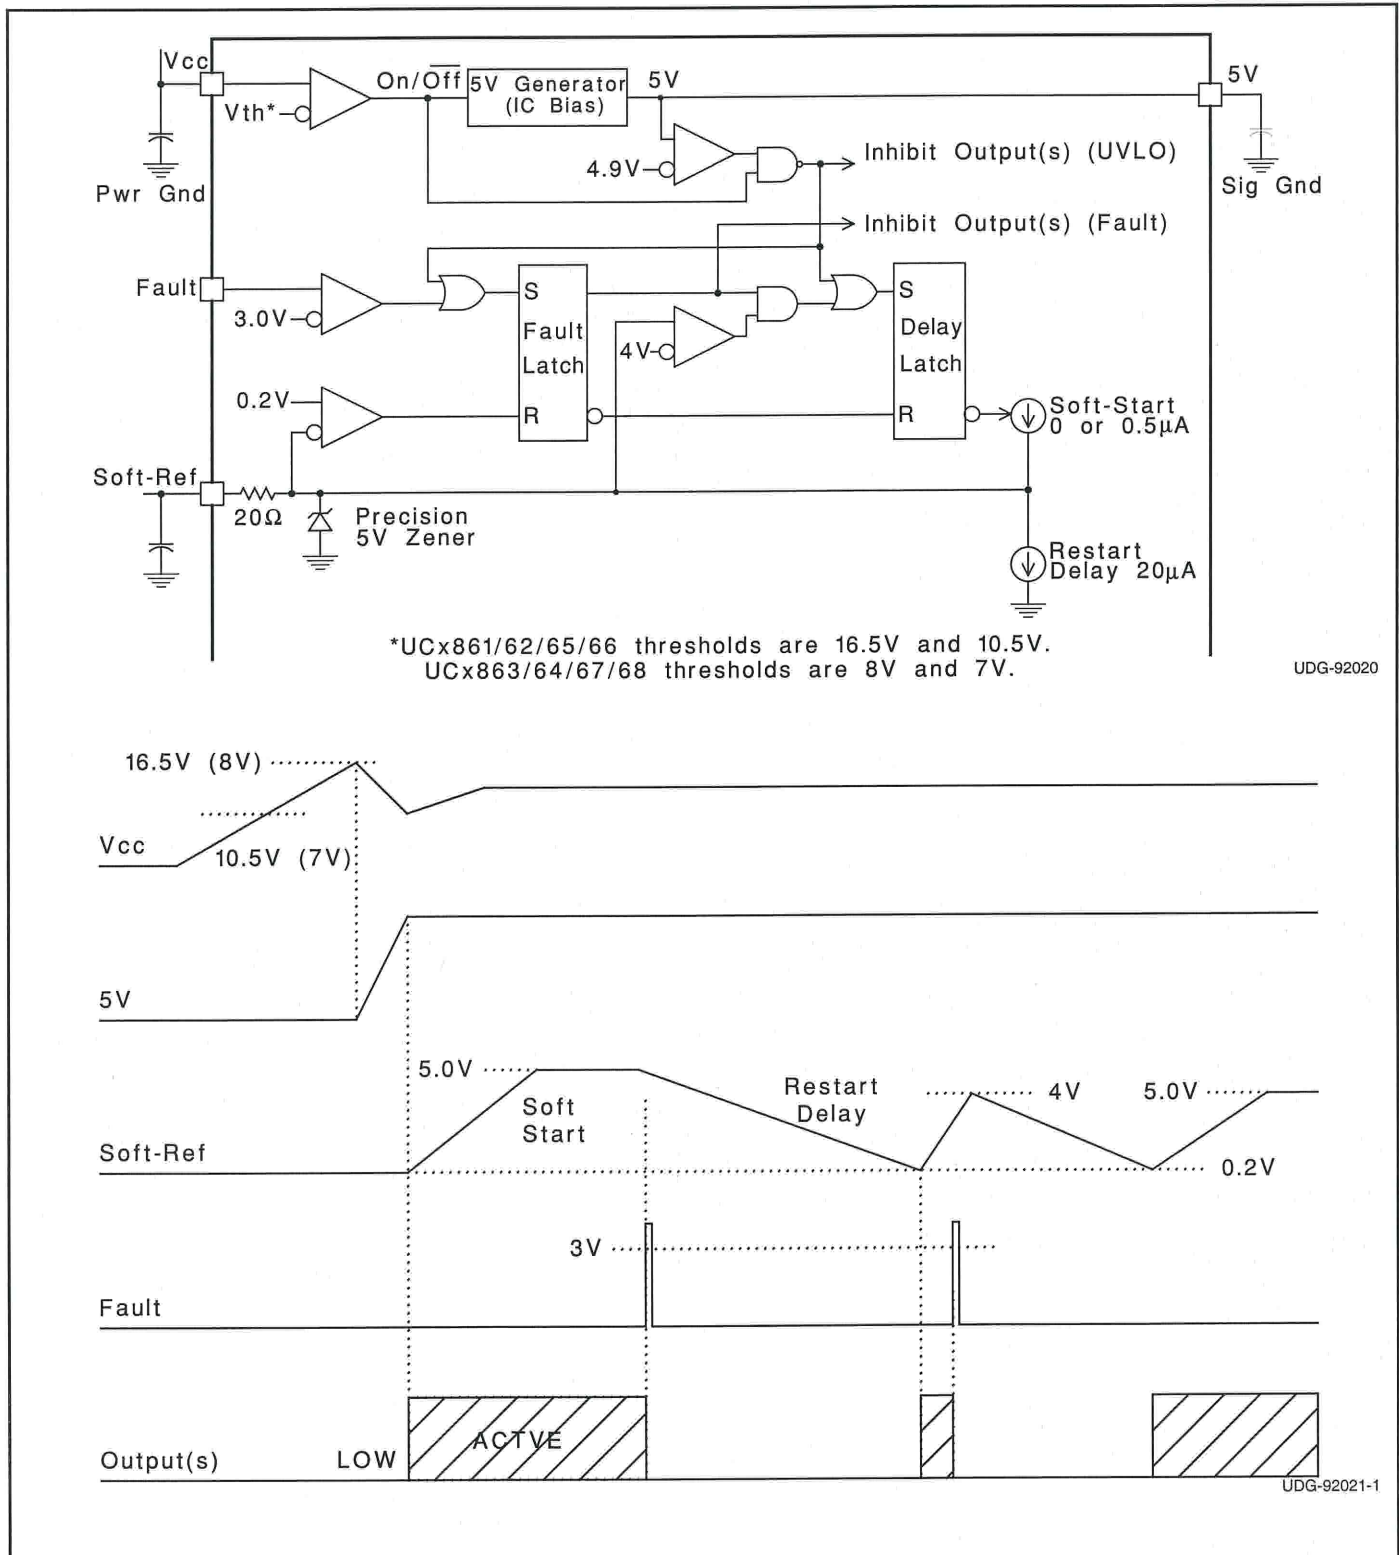 Vcc
On/Off
5V Generator
(IC Bias)
5V
5V
Vth*
4.9V
Inhibit Output(s) (UVLO)
Pwr Gnd
Sig Gnd
Inhibit Output(s) (Fault)
Fault
3.0V
S
Fault
Latch
R
4V
S
Delay
Latch
R
0.2V
Soft-Start
0 or 0.5µA
Soft-Ref
20Ω
Precision
5V Zener
Restart
Delay 20µA
*UCx861/62/65/66 thresholds are 16.5V and 10.5V.
UCx863/64/67/68 thresholds are 8V and 7V.
UDG-92020
16.5V (8V)
Vcc
10.5V (7V)
5V
5.0V
Soft
Start
Restart
Delay
4V
5.0V
Soft-Ref
0.2V
3V
Fault
Output(s)
LOW
ACTVE
UDG-92021-1